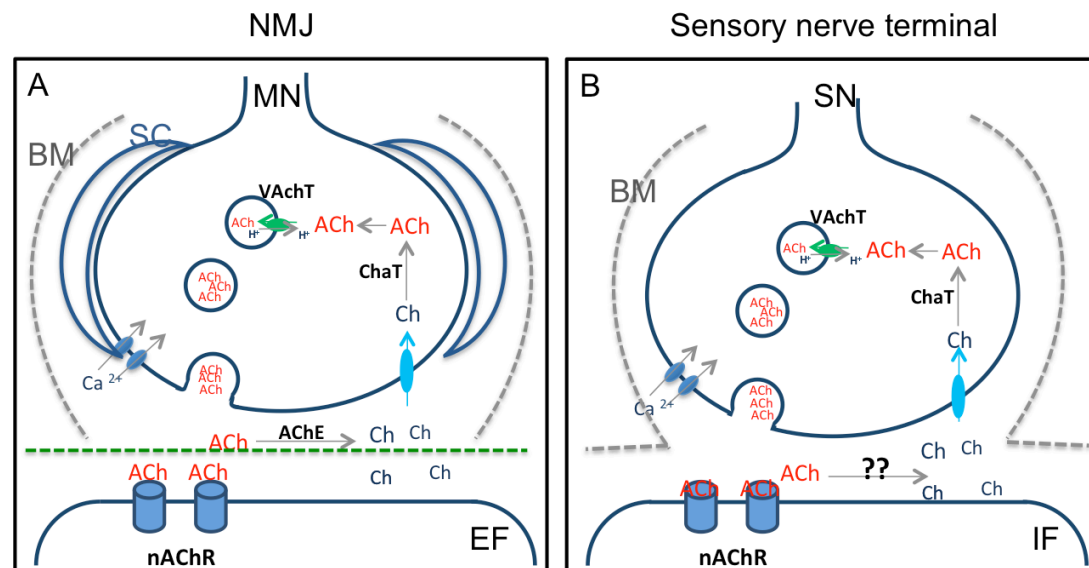 NMJ
Sensory nerve terminal
A
MN
SC
BM
VAchT
ACh
H+
H+
ACh
ACh
ChaT
ACh
ACh
ACh
Ch
Ca 2+
ACh
ACh
ACh
ACh
AChE
Ch
Ch
ACh
ACh
Ch
Ch
nAChR
EF
B
SN
BM
VAchT
ACh
H+
H+
ACh
ACh
ChaT
ACh
ACh
ACh
Ch
Ca 2+
ACh
ACh
ACh
Ch
Ch
ACh
ACh
ACh
??
Ch
Ch
nAChR
IF